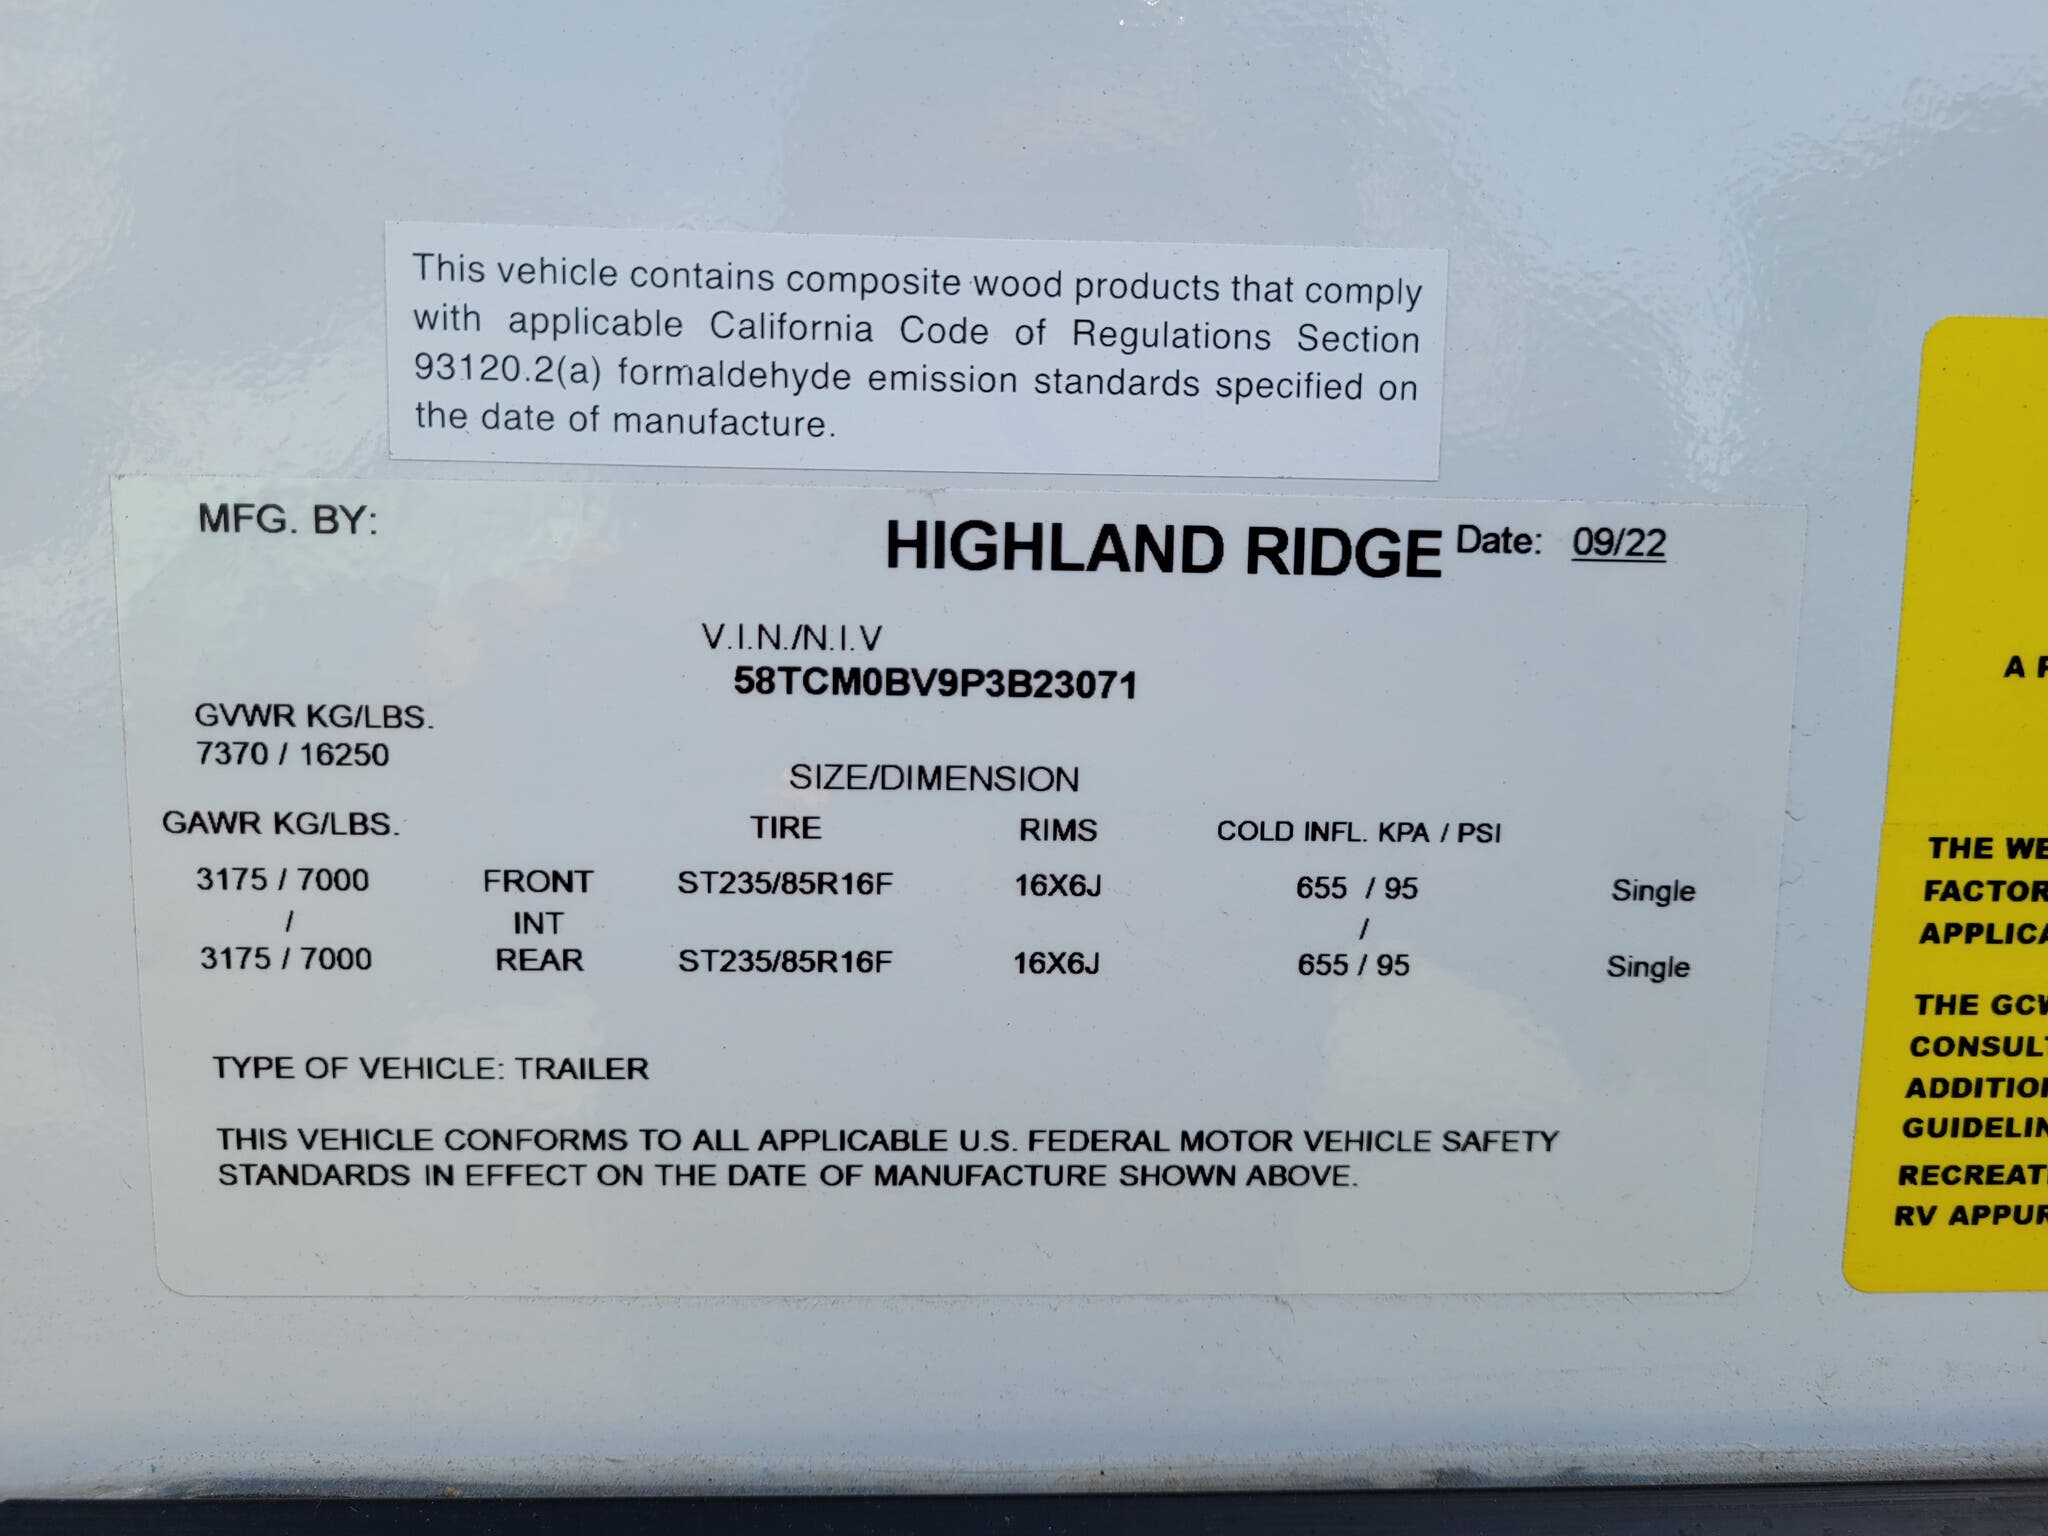 This vehicle contains composite wood products that comply
with applicable California Code of Regulations Section
93120.2(a) formaldehyde emission standards specified on
the date of manufacture.
MFG. BY: HIGHLAND RIDGE Date: 09/22
V.I.N./N.I.V
58TCM0BV9P3B23071
GVWR KG/LBS.
7370 / 16250
SIZE/DIMENSION
GAWR KG/LBS. TIRE RIMS COLD INFL. KPA / PSI
3175 / 7000 FRONT ST235/85R16F 16X6J 655 / 95 Single
/ INT /
3175 / 7000 REAR ST235/85R16F 16X6J 655 / 95 Single
TYPE OF VEHICLE: TRAILER
THIS VEHICLE CONFORMS TO ALL APPLICABLE U.S. FEDERAL MOTOR VEHICLE SAFETY
STANDARDS IN EFFECT ON THE DATE OF MANUFACTURE SHOWN ABOVE.
A
THE
THE
RV